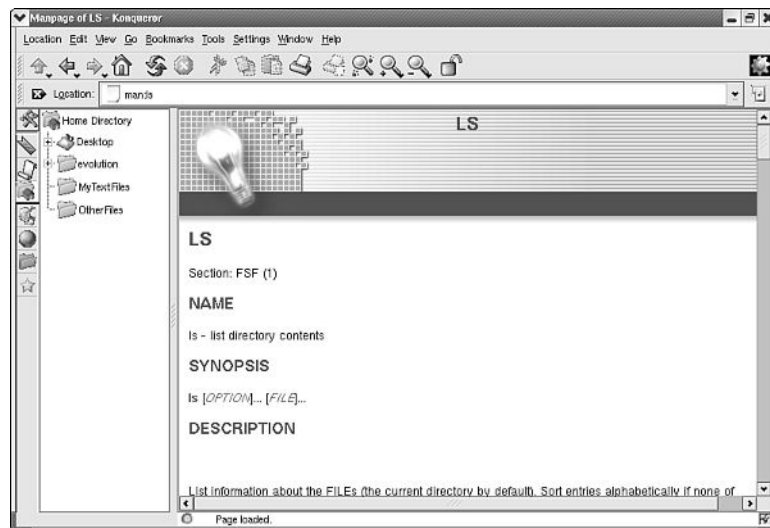 Manpage of LS - Konqueror
Location Edit View Go Bookmarks Tools Settings Window Help
Location: man:ls
Home Directory
Desktop
evolution
MyTextFiles
OtherFiles
LS
LS
Section: FSF (1)
NAME
ls - list directory contents
SYNOPSIS
ls [OPTION]... [FILE]...
DESCRIPTION
List information about the FILEs (the current directory by default). Sort entries alphabetically if none of
Page loaded.